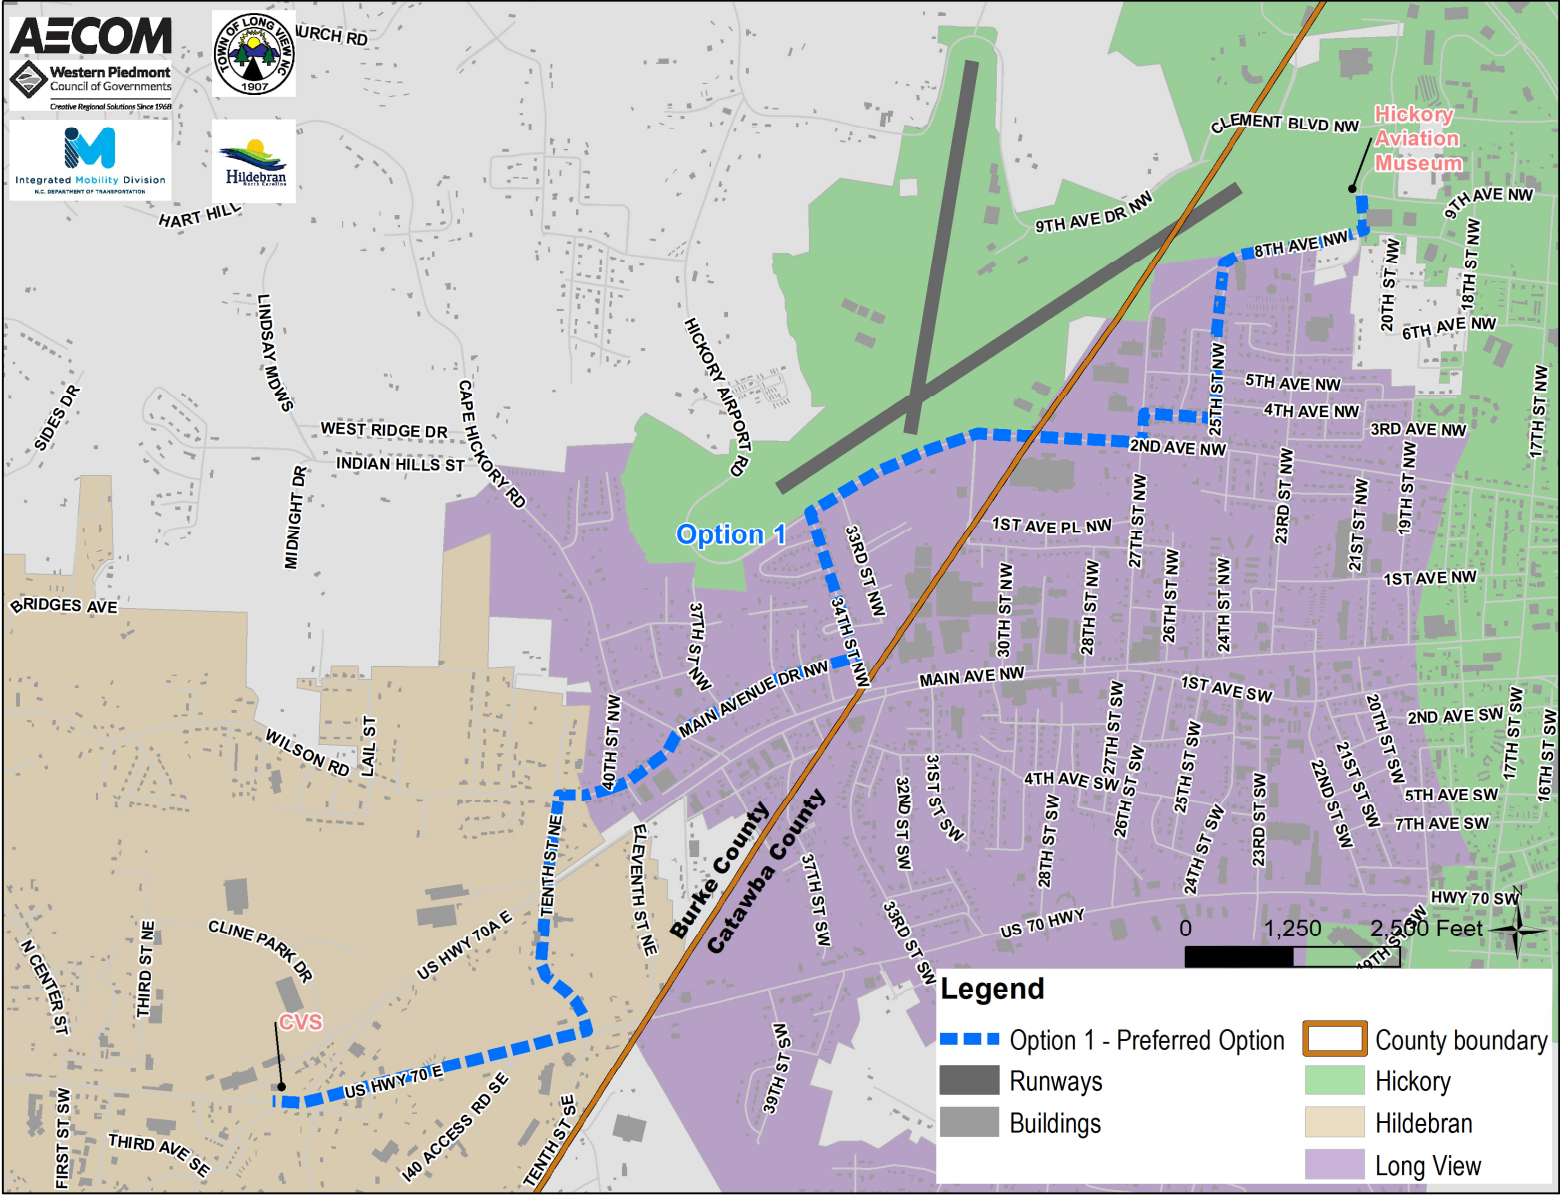 AECOM
TOWN OF LONG VIEW NC
1907
Western Piedmont
Council of Governments
Creative Regional Solutions Since 1968
iM
Integrated Mobility Division
N.C. DEPARTMENT OF TRANSPORTATION
Hildebran
North Carolina
URCH RD
HART HILL
CLEMENT BLVD NW
Hickory
Aviation
Museum
9TH AVE NW
9TH AVE DR NW
8TH AVE NW
20TH ST NW
18TH ST NW
6TH AVE NW
LINDSAY MDWS
HICKORY AIRPORT RD
SIDES DR
CAPE HICKORY RD
25TH ST NW
5TH AVE NW
4TH AVE NW
3RD AVE NW
17TH ST NW
WEST RIDGE DR
INDIAN HILLS ST
2ND AVE NW
MIDNIGHT DR
Option 1
33RD ST NW
1ST AVE PL NW
27TH ST NW
23RD ST NW
21ST ST NW
19TH ST NW
BRIDGES AVE
1ST AVE NW
37TH ST NW
34TH ST NW
30TH ST NW
28TH ST NW
26TH ST NW
24TH ST NW
MAIN AVENUE DR NW
MAIN AVE NW
1ST AVE SW
40TH ST NW
WILSON RD
LAIL ST
27TH ST SW
20TH ST SW
2ND AVE SW
17TH ST SW
16TH ST SW
31ST ST SW
32ND ST SW
4TH AVE SW
26TH ST SW
25TH ST SW
22ND ST SW
21ST ST SW
5TH AVE SW
7TH AVE SW
TENTH ST NE
ELEVENTH ST NE
Burke County
Catawba County
28TH ST SW
24TH ST SW
23RD ST SW
37TH ST SW
33RD ST SW
US 70 HWY
HWY 70 SW
19TH ST SW
N
0 1,250 2,500 Feet
N CENTER ST
THIRD ST NE
CLINE PARK DR
US HWY 70A E
CVS
US HWY 70 E
FIRST ST SW
THIRD AVE SE
I40 ACCESS RD SE
TENTH ST SE
39TH ST SW
Legend
Option 1 - Preferred Option
Runways
Buildings
County boundary
Hickory
Hildebran
Long View